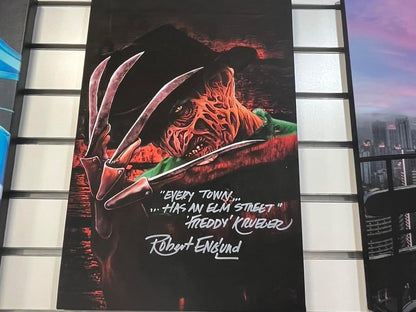 "EVERY TOWN...
...HAS AN ELM STREET"
-FREDDY KRUEGER
Robert Englund